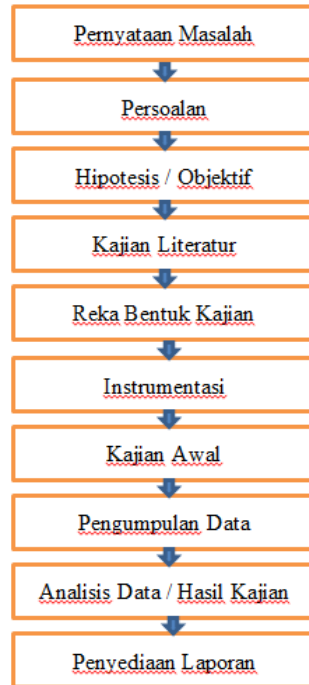 Pernyataan Masalah
Persoalan
Hipotesis / Objektif
Kajian Literatur
Reka Bentuk Kajian
Instrumentasi
Kajian Awal
Pengumpulan Data
Analisis Data / Hasil Kajian
Penyediaan Laporan